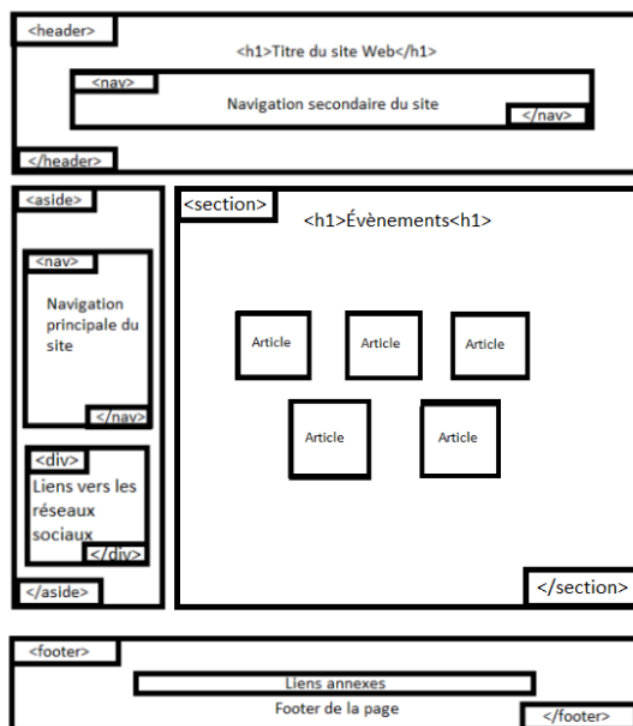 <header>
<h1>Titre du site Web</h1>
<nav>
Navigation secondaire du site
</nav>
</header>
<aside>
<nav>
Navigation
principale du
site
</nav>
<div>
Liens vers les
réseaux
sociaux
</div>
</aside>
<section>
<h1>Évènements<h1>
Article
Article
Article
Article
Article
</section>
<footer>
Liens annexes
Footer de la page
</footer>